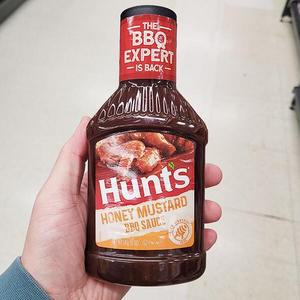 THE
BBQ
EXPERT
IS BACK
Hunt's
HONEY MUSTARD
BBQ SAUCE